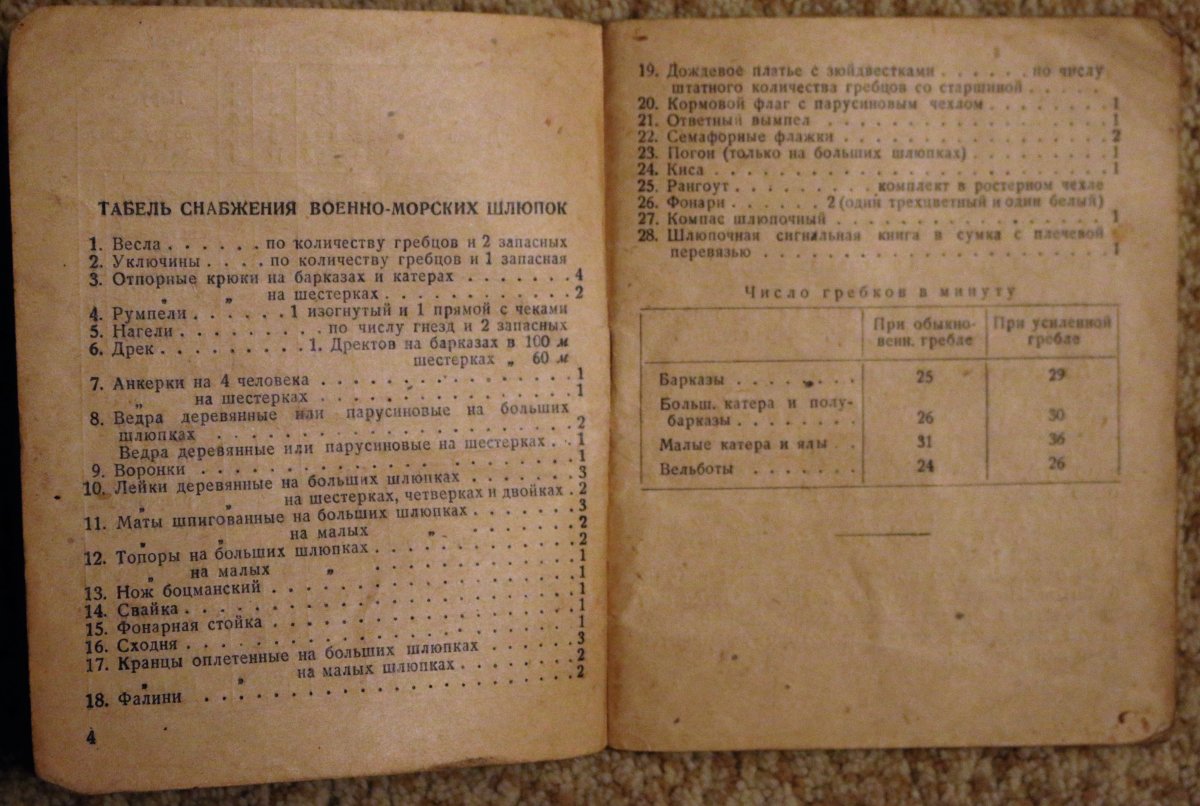 ТАБЕЛЬ СНАБЖЕНИЯ ВОЕННО-МОРСКИХ ШЛЮПОК
1. Весла . . . . . . по количеству гребцов и 2 запасных
2. Уключины . . . . по количеству гребцов и 1 запасная
3. Отпорные крюки на барказах и катерах . . . . . . . 4
„ „ на шестерках . . . . . . . . . . . . 2
4. Румпели . . . . . . 1 изогнутый и 1 прямой с чеками
5. Нагели . . . . . . . . . по числу гнезд и 2 запасных
6. Дрек . . . . . . . . . 1. Дректов на барказах в 100 м
шестерках „ 60 м
7. Анкерки на 4 человека . . . . . . . . . . . . . . . 1
„ на шестерках . . . . . . . . . . . . . . . 1
8. Ведра деревянные или парусиновые на больших
шлюпках . . . . . . . . . . . . . . . . . . . . . 2
Ведра деревянные или парусиновые на шестерках . . 1
9. Воронки . . . . . . . . . . . . . . . . . . . . . . 1
10. Лейки деревянные на больших шлюпках . . . . . . . 3
„ „ на шестерках, четверках и двойках . 2
11. Маты шпигованные на больших шлюпках . . . . . . . 3
„ „ на малых „ . . . . . . . 2
12. Топоры на больших шлюпках . . . . . . . . . . . . . 2
„ на малых „ . . . . . . . . . . . . . 1
13. Нож боцманский . . . . . . . . . . . . . . . . . . 1
14. Свайка . . . . . . . . . . . . . . . . . . . . . . . 1
15. Фонарная стойка . . . . . . . . . . . . . . . . . . 1
16. Сходня . . . . . . . . . . . . . . . . . . . . . . . 1
17. Кранцы оплетенные на больших шлюпках . . . . . . . 3
„ „ на малых шлюпках . . . . . . . . 2
18. Фалини . . . . . . . . . . . . . . . . . . . . . . 2
4
19. Дождевое платье с зюйдвестками . . . . . . по числу
штатного количества гребцов со старшиной . . . . .
20. Кормовой флаг с парусиновым чехлом . . . . . . . . 1
21. Ответный вымпел . . . . . . . . . . . . . . . . . . 1
22. Семафорные флажки . . . . . . . . . . . . . . . . . 2
23. Погон (только на больших шлюпках) . . . . . . . . . 1
24. Киса . . . . . . . . . . . . . . . . . . . . . . . . 1
25. Рангоут . . . . . . . . . комплект в ростерном чехле
26. Фонари . . . . . . 2 (один трехцветный и один белый)
27. Компас шлюпочный . . . . . . . . . . . . . . . . . 1
28. Шлюпочная сигнальная книга в сумка с плечевой
перевязью . . . . . . . . . . . . . . . . . . . . . 1
Число гребков в минуту
При обыкно- При усиленной
венн. гребле гребле
Барказы . . . . . . . . 25 29
Больш. катера и полу-
барказы . . . . . . . 26 30
Малые катера и ялы . . 31 36
Вельботы . . . . . . . 24 26